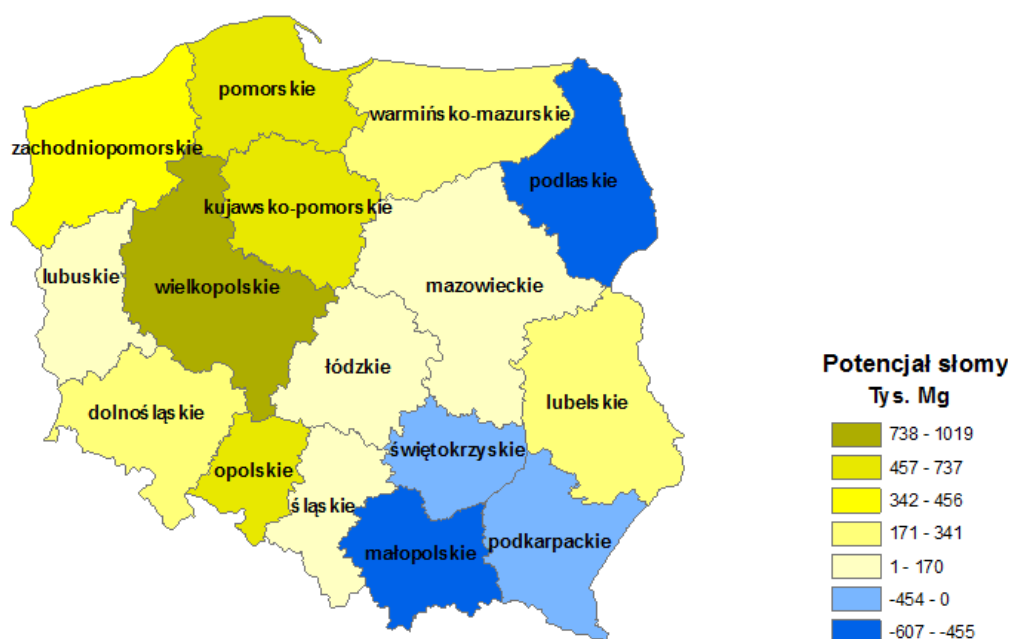 pomorskie
warmińsko-mazurskie
zachodniopomorskie
podlaskie
kujawsko-pomorskie
lubuskie
wielkopolskie
mazowieckie
łódzkie
lubelskie
dolnośląskie
świętokrzyskie
opolskie
śląskie
podkarpackie
małopolskie
Potencjał słomy
Tys. Mg
738 - 1019
457 - 737
342 - 456
171 - 341
1 - 170
-454 - 0
-607 - -455